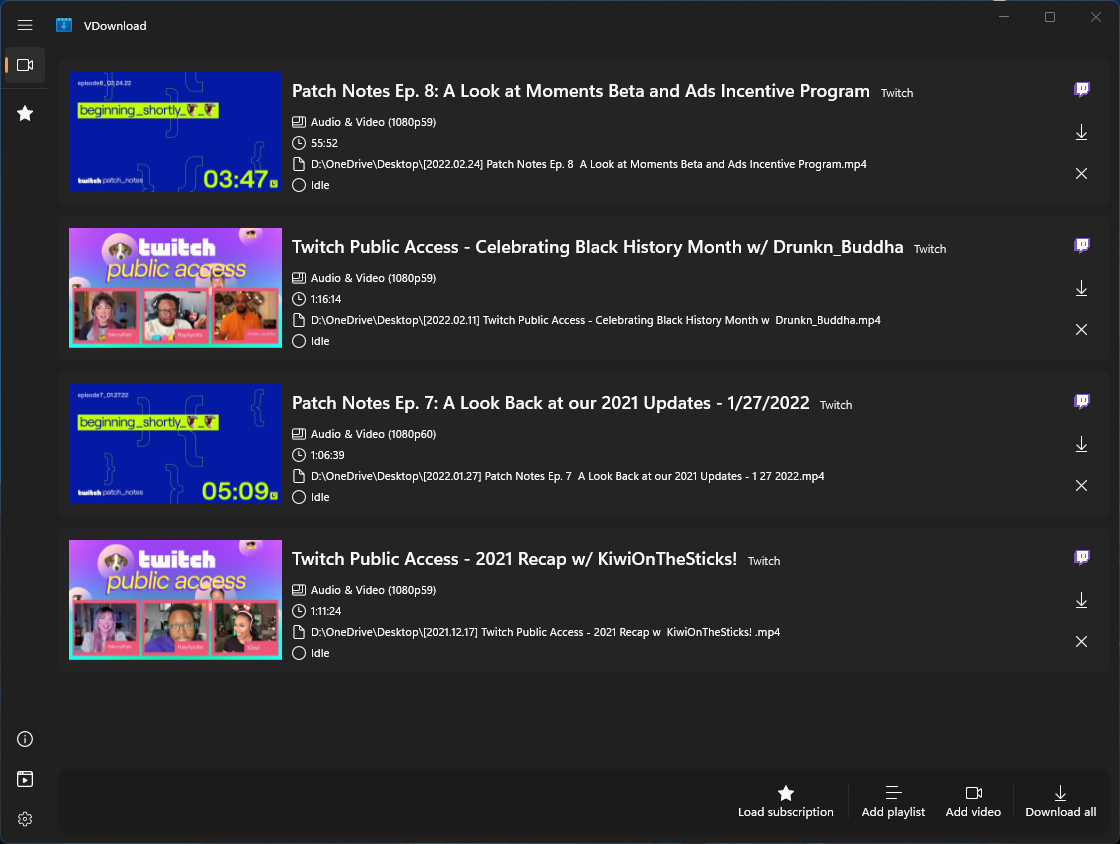 VDownload
episode8_02.24.22
beginning_shortly_
twitch patch_notes
03:47
Patch Notes Ep. 8: A Look at Moments Beta and Ads Incentive Program Twitch
Audio & Video (1080p59)
55:52
D:\OneDrive\Desktop\[2022.02.24] Patch Notes Ep. 8  A Look at Moments Beta and Ads Incentive Program.mp4
Idle
twitch
public access
MerryKish
RayApollo
Twitch Public Access - Celebrating Black History Month w/ Drunkn_Buddha Twitch
Audio & Video (1080p59)
1:16:14
D:\OneDrive\Desktop\[2022.02.11] Twitch Public Access - Celebrating Black History Month w  Drunkn_Buddha.mp4
Idle
episode7_01.27.22
beginning_shortly_
twitch patch_notes
05:09
Patch Notes Ep. 7: A Look Back at our 2021 Updates - 1/27/2022 Twitch
Audio & Video (1080p60)
1:06:39
D:\OneDrive\Desktop\[2022.01.27] Patch Notes Ep. 7  A Look Back at our 2021 Updates - 1 27 2022.mp4
Idle
twitch
public access
MerryKish
RayApollo
Kiwi
Twitch Public Access - 2021 Recap w/ KiwiOnTheSticks! Twitch
Audio & Video (1080p59)
1:11:24
D:\OneDrive\Desktop\[2021.12.17] Twitch Public Access - 2021 Recap w  KiwiOnTheSticks! .mp4
Idle
Load subscription
Add playlist
Add video
Download all